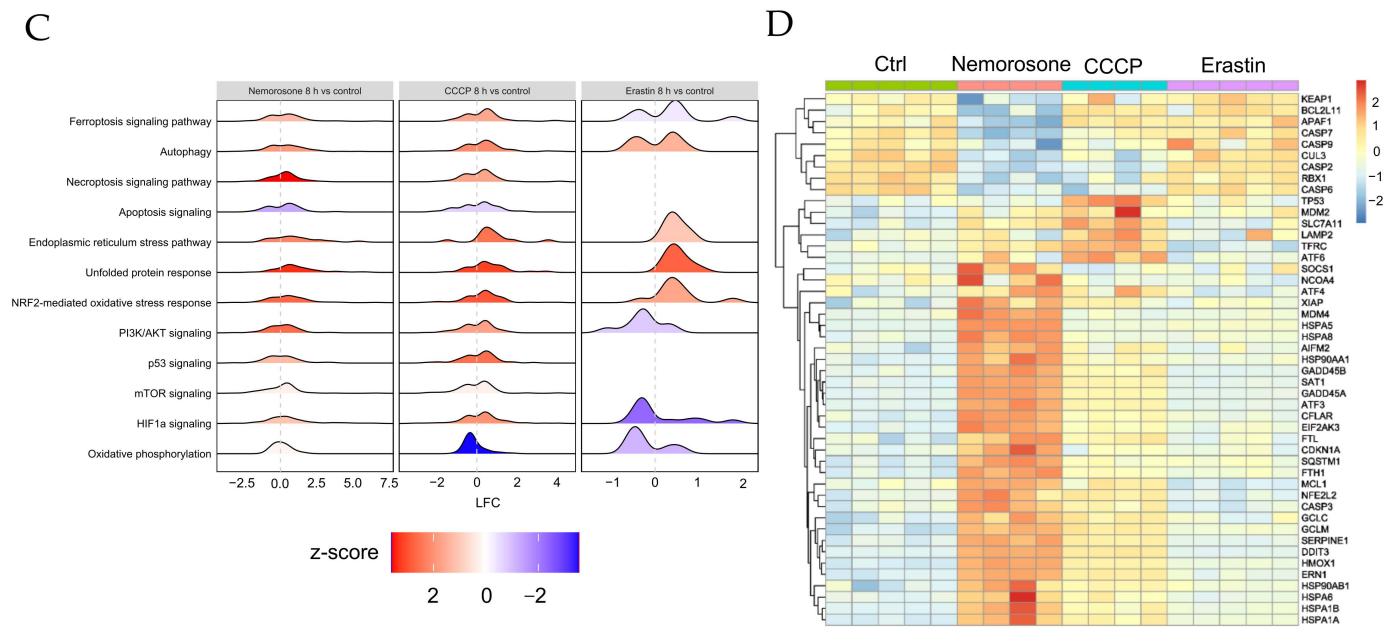 C
Nemorosone 8 h vs control
CCCP 8 h vs control
Erastin 8 h vs control
Ferroptosis signaling pathway
Autophagy
Necroptosis signaling pathway
Apoptosis signaling
Endoplasmic reticulum stress pathway
Unfolded protein response
NRF2-mediated oxidative stress response
PI3K/AKT signaling
p53 signaling
mTOR signaling
HIF1a signaling
Oxidative phosphorylation
−2.5 0.0 2.5 5.0 7.5
−4 −2 0 2 4
−1 0 1 2
LFC
z-score
2 0 −2
D
Ctrl Nemorosone CCCP Erastin
KEAP1
BCL2L11
APAF1
CASP7
CASP9
CUL3
CASP2
RBX1
CASP6
TP53
MDM2
SLC7A11
LAMP2
TFRC
ATF6
SOCS1
NCOA4
ATF4
XIAP
MDM4
HSPA5
HSPA8
AIFM2
HSP90AA1
GADD45B
SAT1
GADD45A
ATF3
CFLAR
EIF2AK3
FTL
CDKN1A
SQSTM1
FTH1
MCL1
NFE2L2
CASP3
GCLC
GCLM
SERPINE1
DDIT3
HMOX1
ERN1
HSP90AB1
HSPA6
HSPA1B
HSPA1A
2
1
0
−1
−2